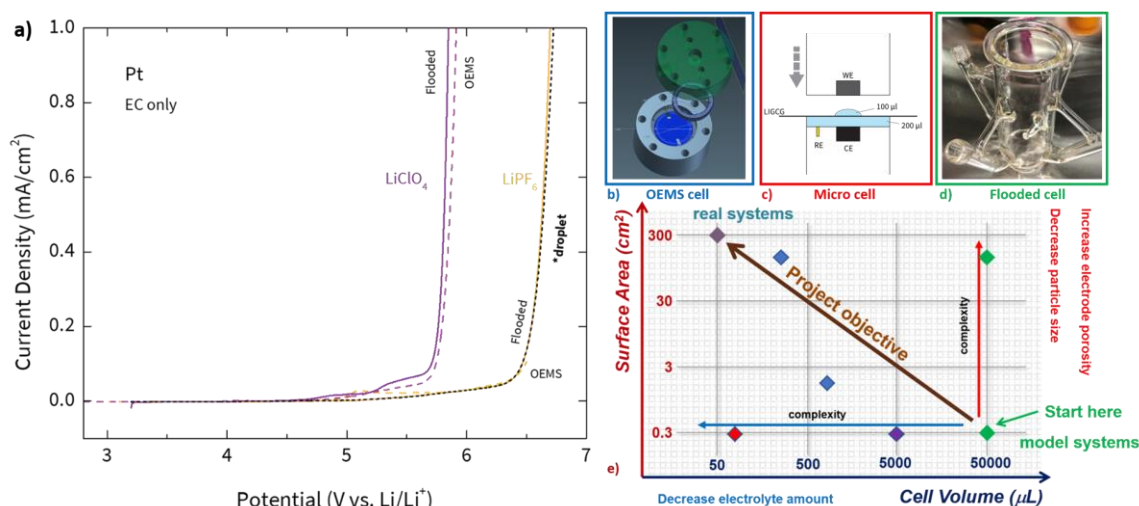 a)
1.0
0.8
0.6
0.4
0.2
0.0
Current Density (mA/cm²)
Pt
EC only
Flooded
OEMS
LiClO₄
LiPF₆
*droplet
Flooded
OEMS
3
4
5
6
7
Potential (V vs. Li/Li⁺)
WE
100 µl
LIGCG
200 µl
RE
CE
b) OEMS cell
c) Micro cell
d) Flooded cell
e)
Surface Area (cm²)
300
30
3
0.3
real systems
Project objective
complexity
complexity
Start here
model systems
Increase electrode porosity
Decrease particle size
50
500
5000
50000
Decrease electrolyte amount
Cell Volume (µL)